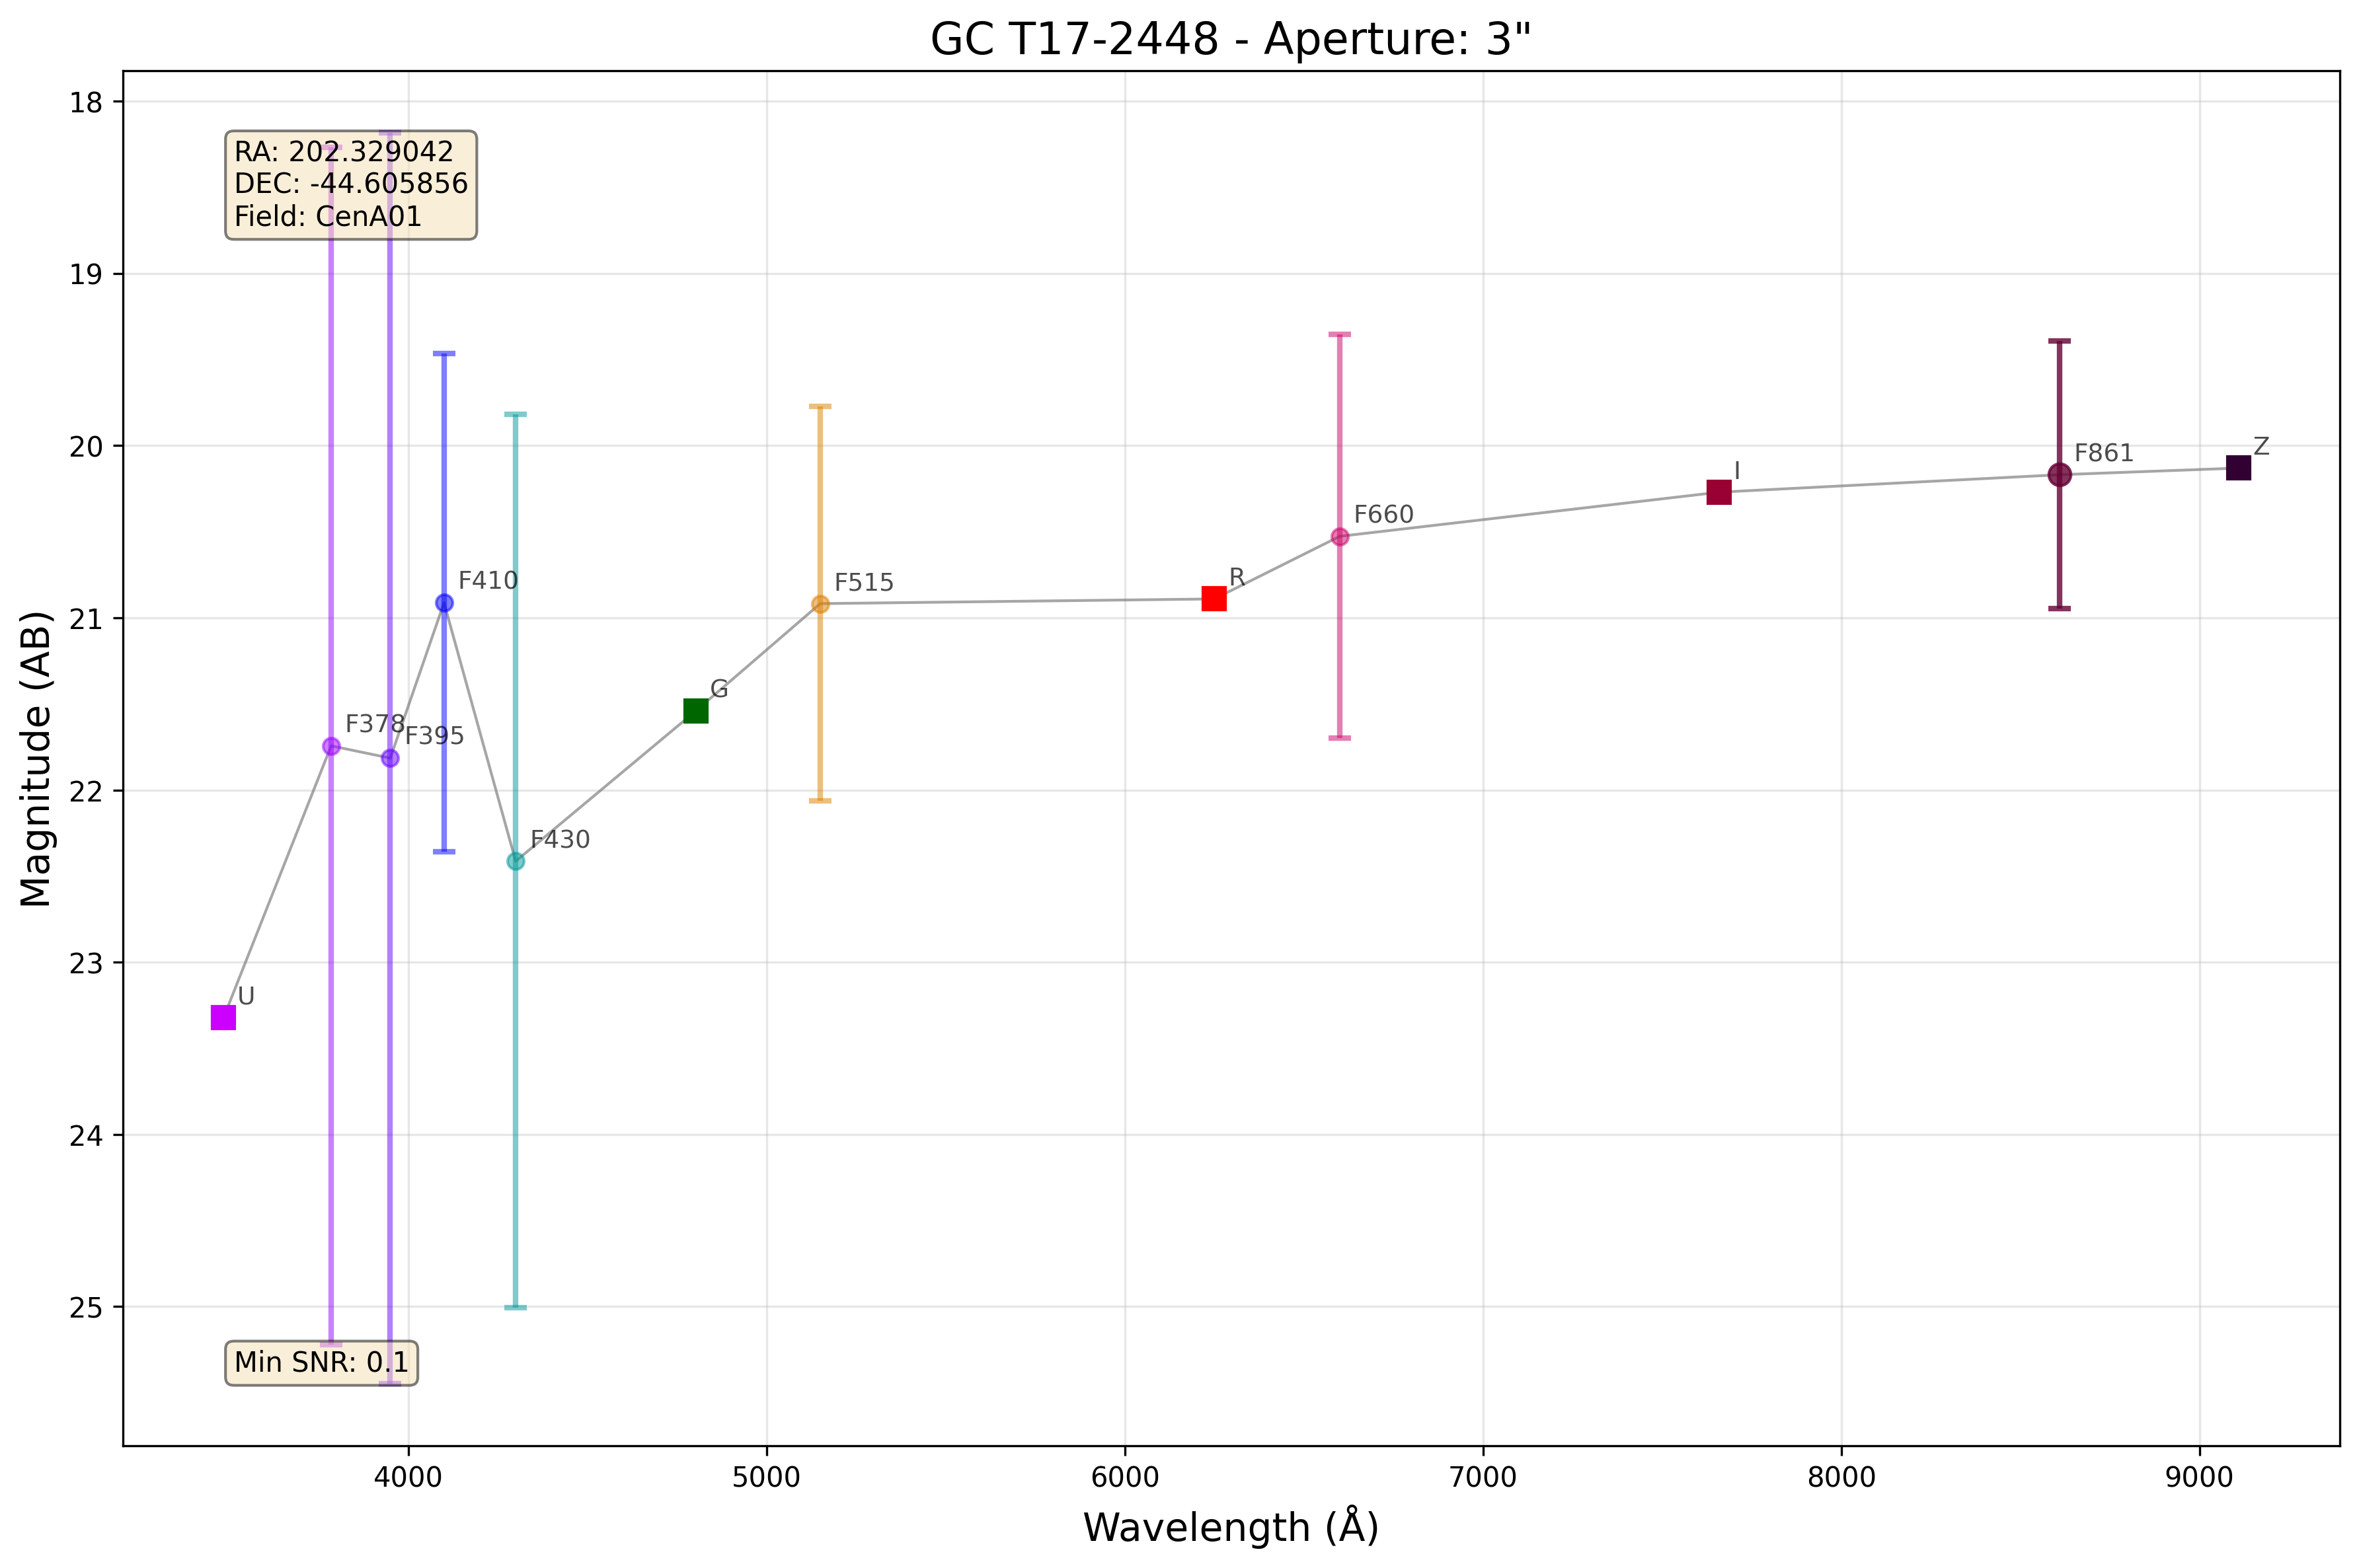 GC T17-2448 - Aperture: 3"
RA: 202.329042
DEC: -44.605856
Field: CenA01
18
19
20
21
22
23
24
25
Magnitude (AB)
U
F378
F395
F410
F430
G
F515
R
F660
I
F861
Z
Min SNR: 0.1
4000
5000
6000
7000
8000
9000
Wavelength (Å)